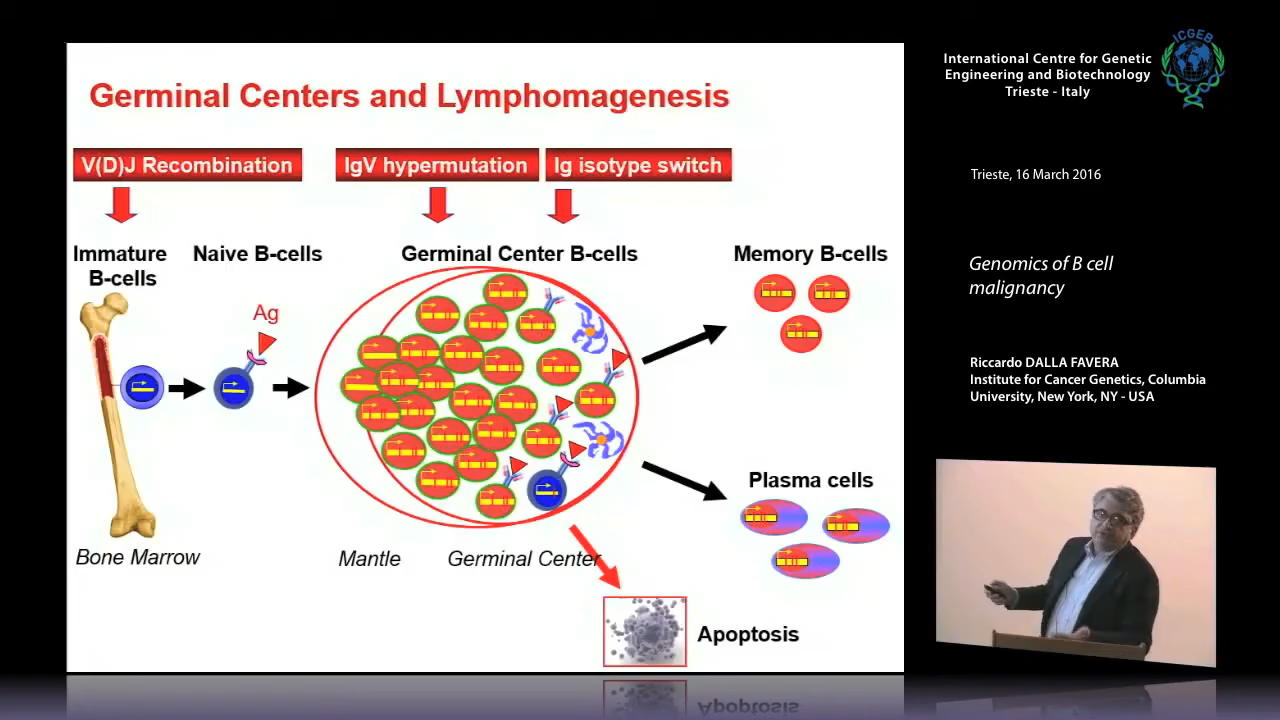 Germinal Centers and Lymphomagenesis
V(D)J Recombination
IgV hypermutation
Ig isotype switch
Immature
B-cells
Naive B-cells
Germinal Center B-cells
Memory B-cells
Ag
Plasma cells
Bone Marrow
Mantle
Germinal Center
Apoptosis
International Centre for Genetic
Engineering and Biotechnology
Trieste - Italy
ICGEB
Trieste, 16 March 2016
Genomics of B cell
malignancy
Riccardo DALLA FAVERA
Institute for Cancer Genetics, Columbia
University, New York, NY - USA